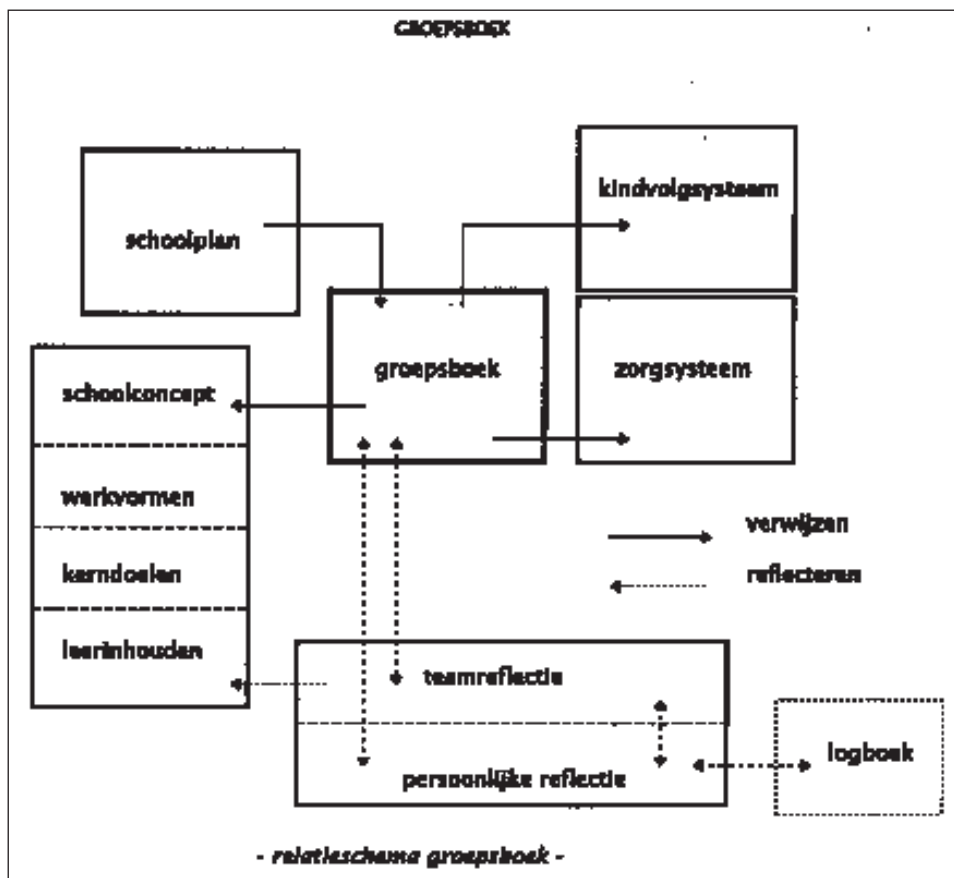 GROEPSBOEK
kindvolgsysteem
schoolplan
groepsboek
zorgsysteem
schoolconcept
werkvormen
kerndoelen
leerinhouden
verwijzen
reflecteren
teamreflectie
persoonlijke reflectie
logboek
- relatieschema groepsboek -